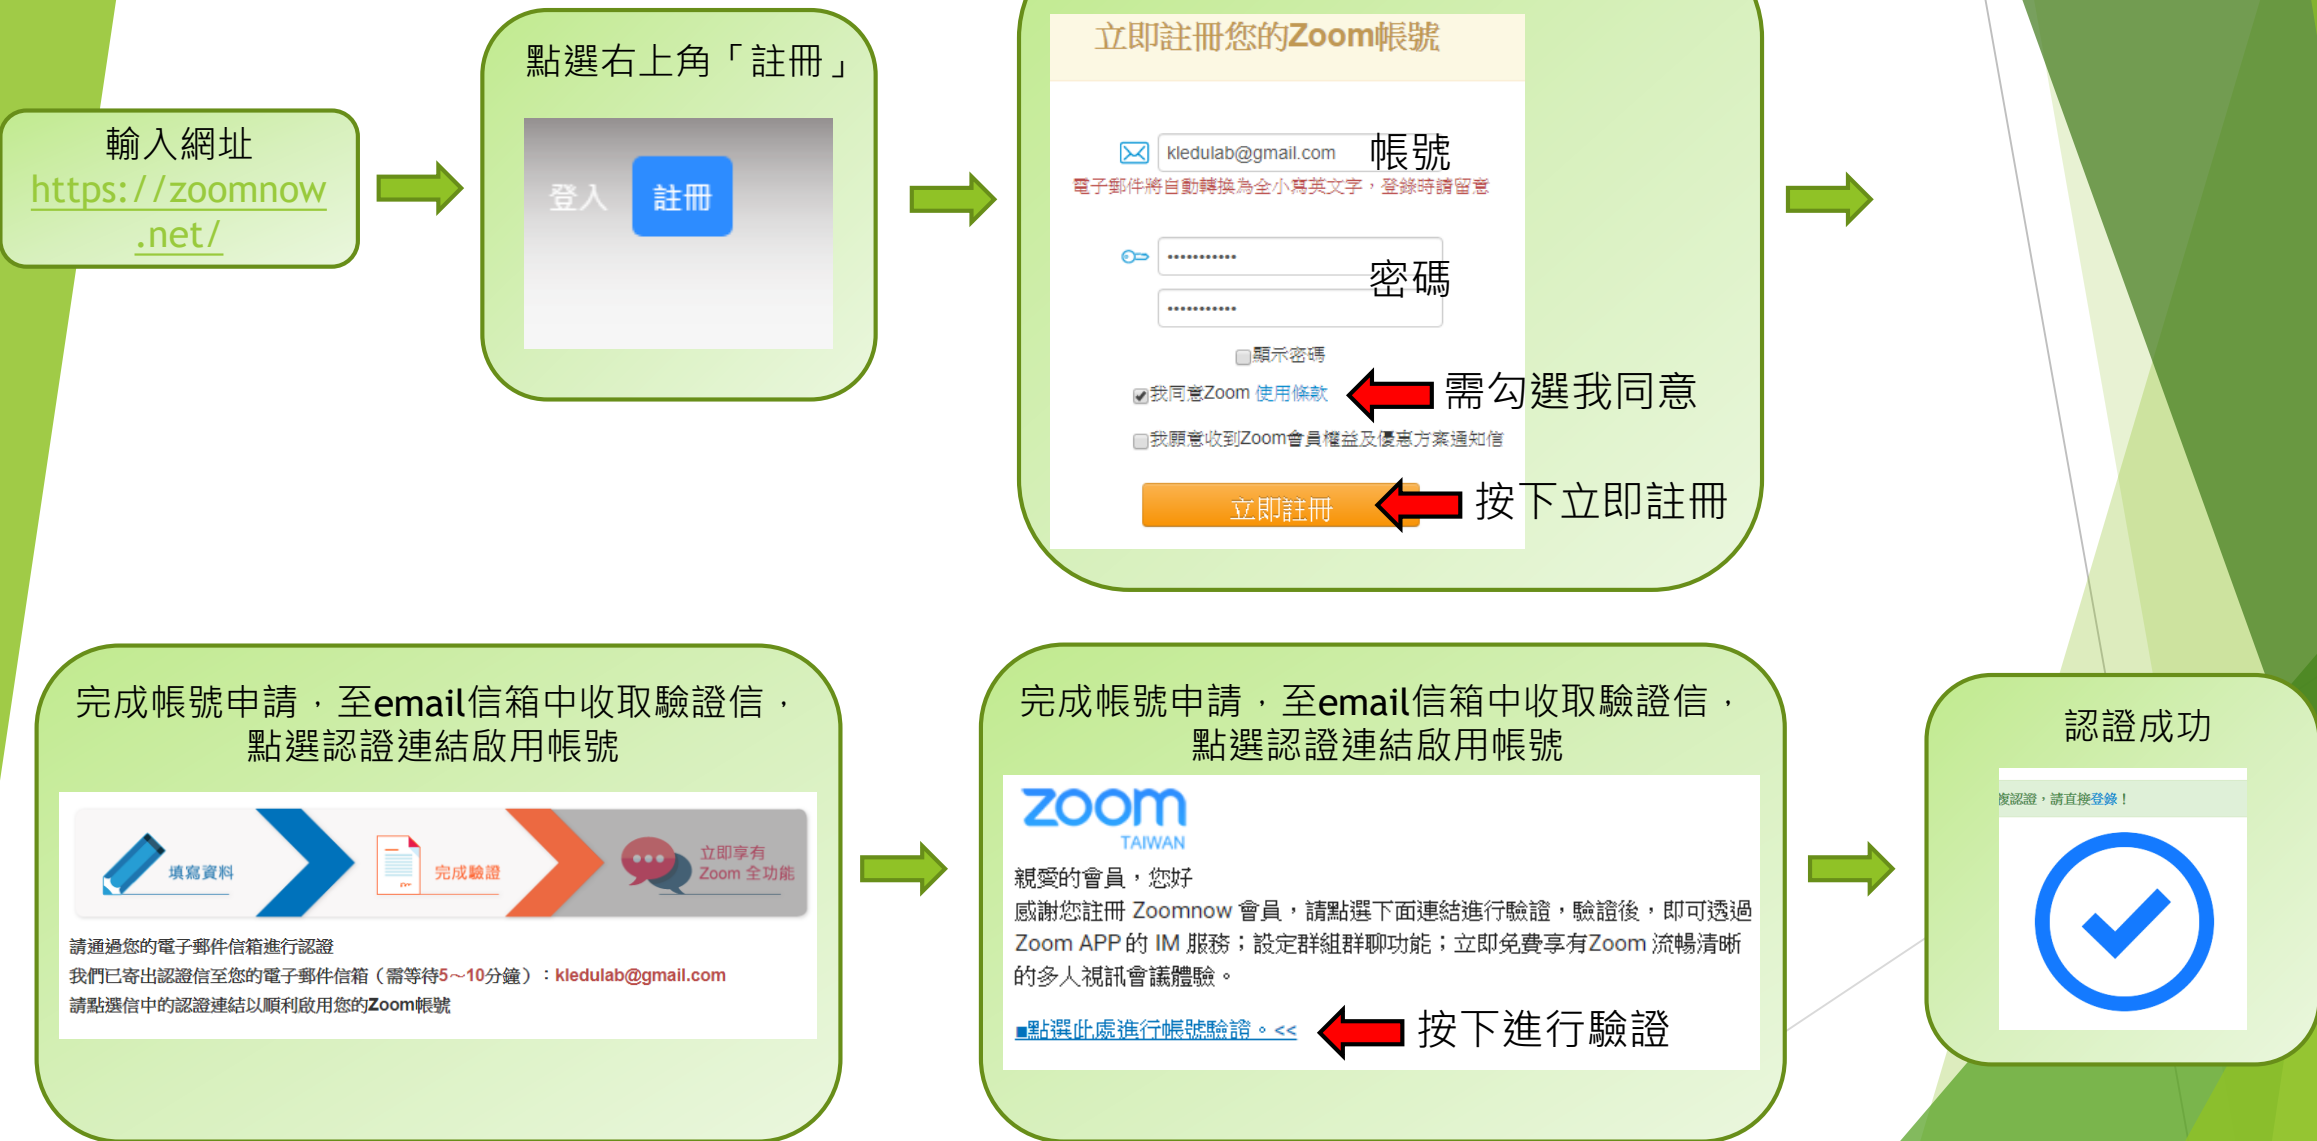 輸入網址
https://zoomnow
.net/
點選右上角「註冊」
登入
註冊
立即註冊您的Zoom帳號
kledulab@gmail.com
帳號
電子郵件將自動轉換為全小寫英文字，登錄時請留意
•••••••••••
密碼
•••••••••••
顯示密碼
我同意Zoom 使用條款
需勾選我同意
我願意收到Zoom會員權益及優惠方案通知信
立即註冊
按下立即註冊
完成帳號申請，至email信箱中收取驗證信，
點選認證連結啟用帳號
填寫資料
完成驗證
立即享有
Zoom 全功能
請通過您的電子郵件信箱進行認證
我們已寄出認證信至您的電子郵件信箱（需等待5～10分鐘）：kledulab@gmail.com
請點選信中的認證連結以順利啟用您的Zoom帳號
完成帳號申請，至email信箱中收取驗證信，
點選認證連結啟用帳號
zoom
TAIWAN
親愛的會員，您好
感謝您註冊 Zoomnow 會員，請點選下面連結進行驗證，驗證後，即可透過
Zoom APP 的 IM 服務；設定群組群聊功能；立即免費享有Zoom 流暢清晰
的多人視訊會議體驗。
■點選此處進行帳號驗證。<<
按下進行驗證
認證成功
複認證，請直接登錄！